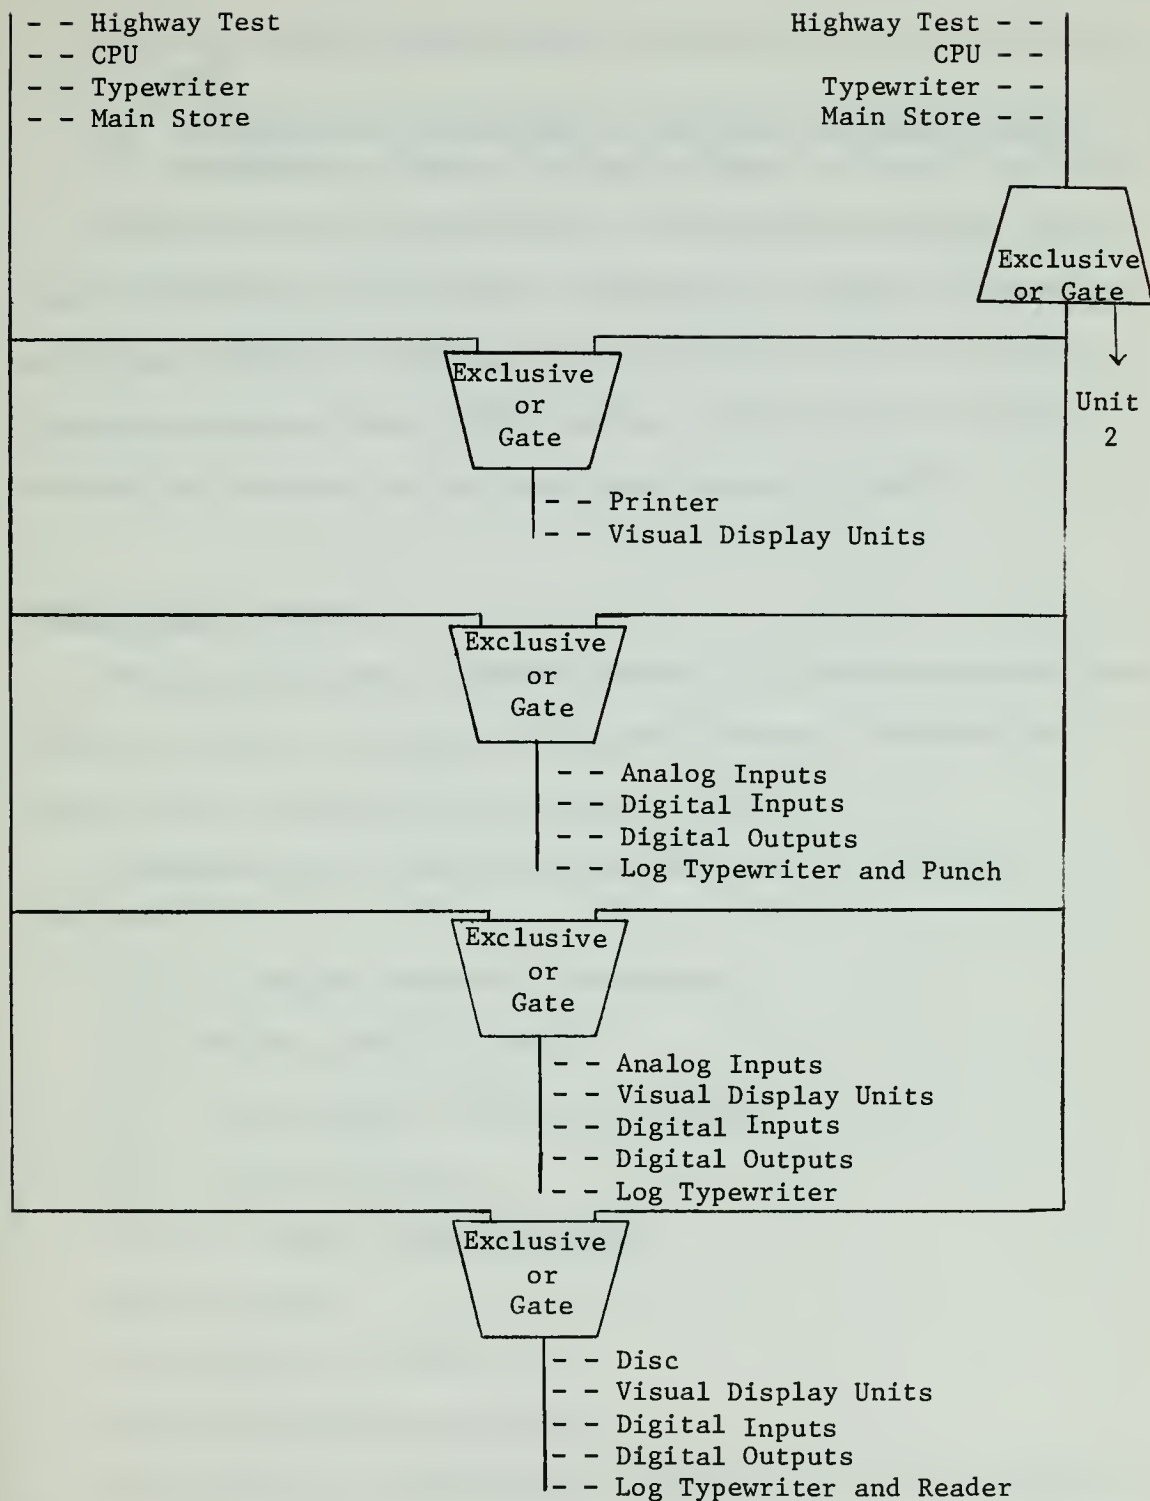 - - Highway Test
- - CPU
- - Typewriter
- - Main Store
Highway Test - -
CPU - -
Typewriter - -
Main Store - -
Exclusive
or Gate
Unit
2
Exclusive
or
Gate
- - Printer
- - Visual Display Units
Exclusive
or
Gate
- - Analog Inputs
- - Digital Inputs
- - Digital Outputs
- - Log Typewriter and Punch
Exclusive
or
Gate
- - Analog Inputs
- - Visual Display Units
- - Digital Inputs
- - Digital Outputs
- - Log Typewriter
Exclusive
or
Gate
- - Disc
- - Visual Display Units
- - Digital Inputs
- - Digital Outputs
- - Log Typewriter and Reader